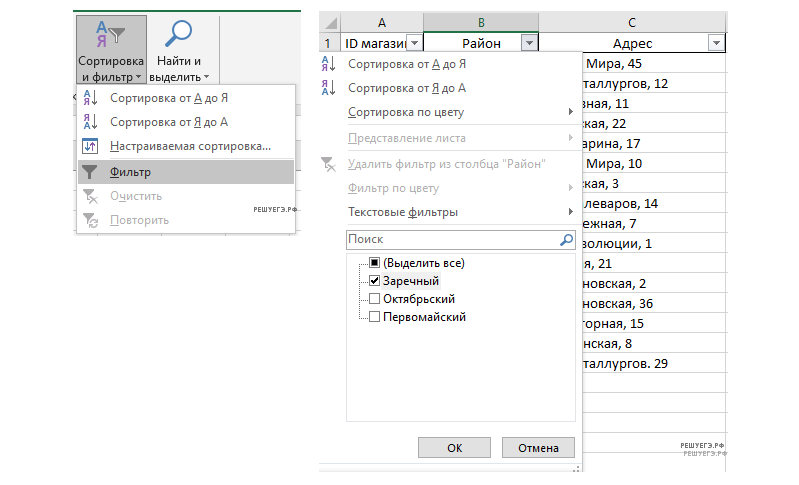 Сортировка и фильтр
Найти и выделить
Сортировка от А до Я
Сортировка от Я до А
Настраиваемая сортировка...
Фильтр
Очистить
Повторить
РЕШУЕГЭ.РФ
A B C
1 ID магази Район Адрес
Сортировка от А до Я
Сортировка от Я до А
Сортировка по цвету
Представление листа
Удалить фильтр из столбца "Район"
Фильтр по цвету
Текстовые фильтры
Поиск
(Выделить все)
Заречный
Октябрьский
Первомайский
ОК Отмена
Мира, 45
таллургов, 12
вная, 11
ская, 22
арина, 17
Мира, 10
ская, 3
леваров, 14
ежная, 7
волюции, 1
я, 21
новская, 2
новская, 36
горная, 15
нская, 8
таллургов. 29
РЕШУЕГЭ.РФ
РЕШУЕГЭ.РФ